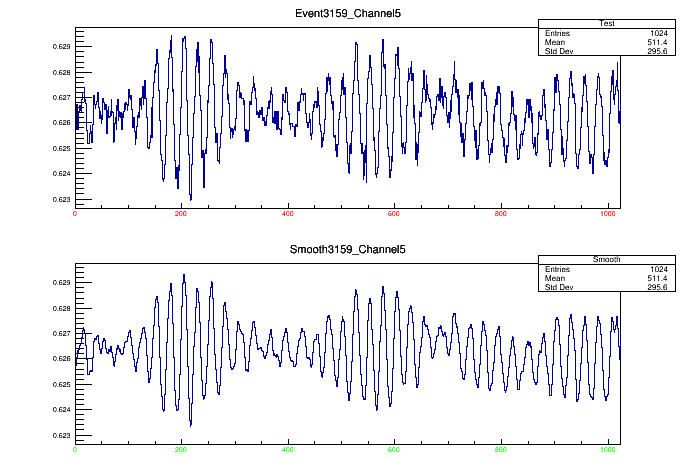 Event3159_Channel5
Test
Entries 1024
Mean 511.4
Std Dev 295.6
0.629
0.628
0.627
0.626
0.625
0.624
0.623
0 200 400 600 800 1000
Smooth3159_Channel5
Smooth
Entries 1024
Mean 511.4
Std Dev 295.6
0.629
0.628
0.627
0.626
0.625
0.624
0.623
0 200 400 600 800 1000